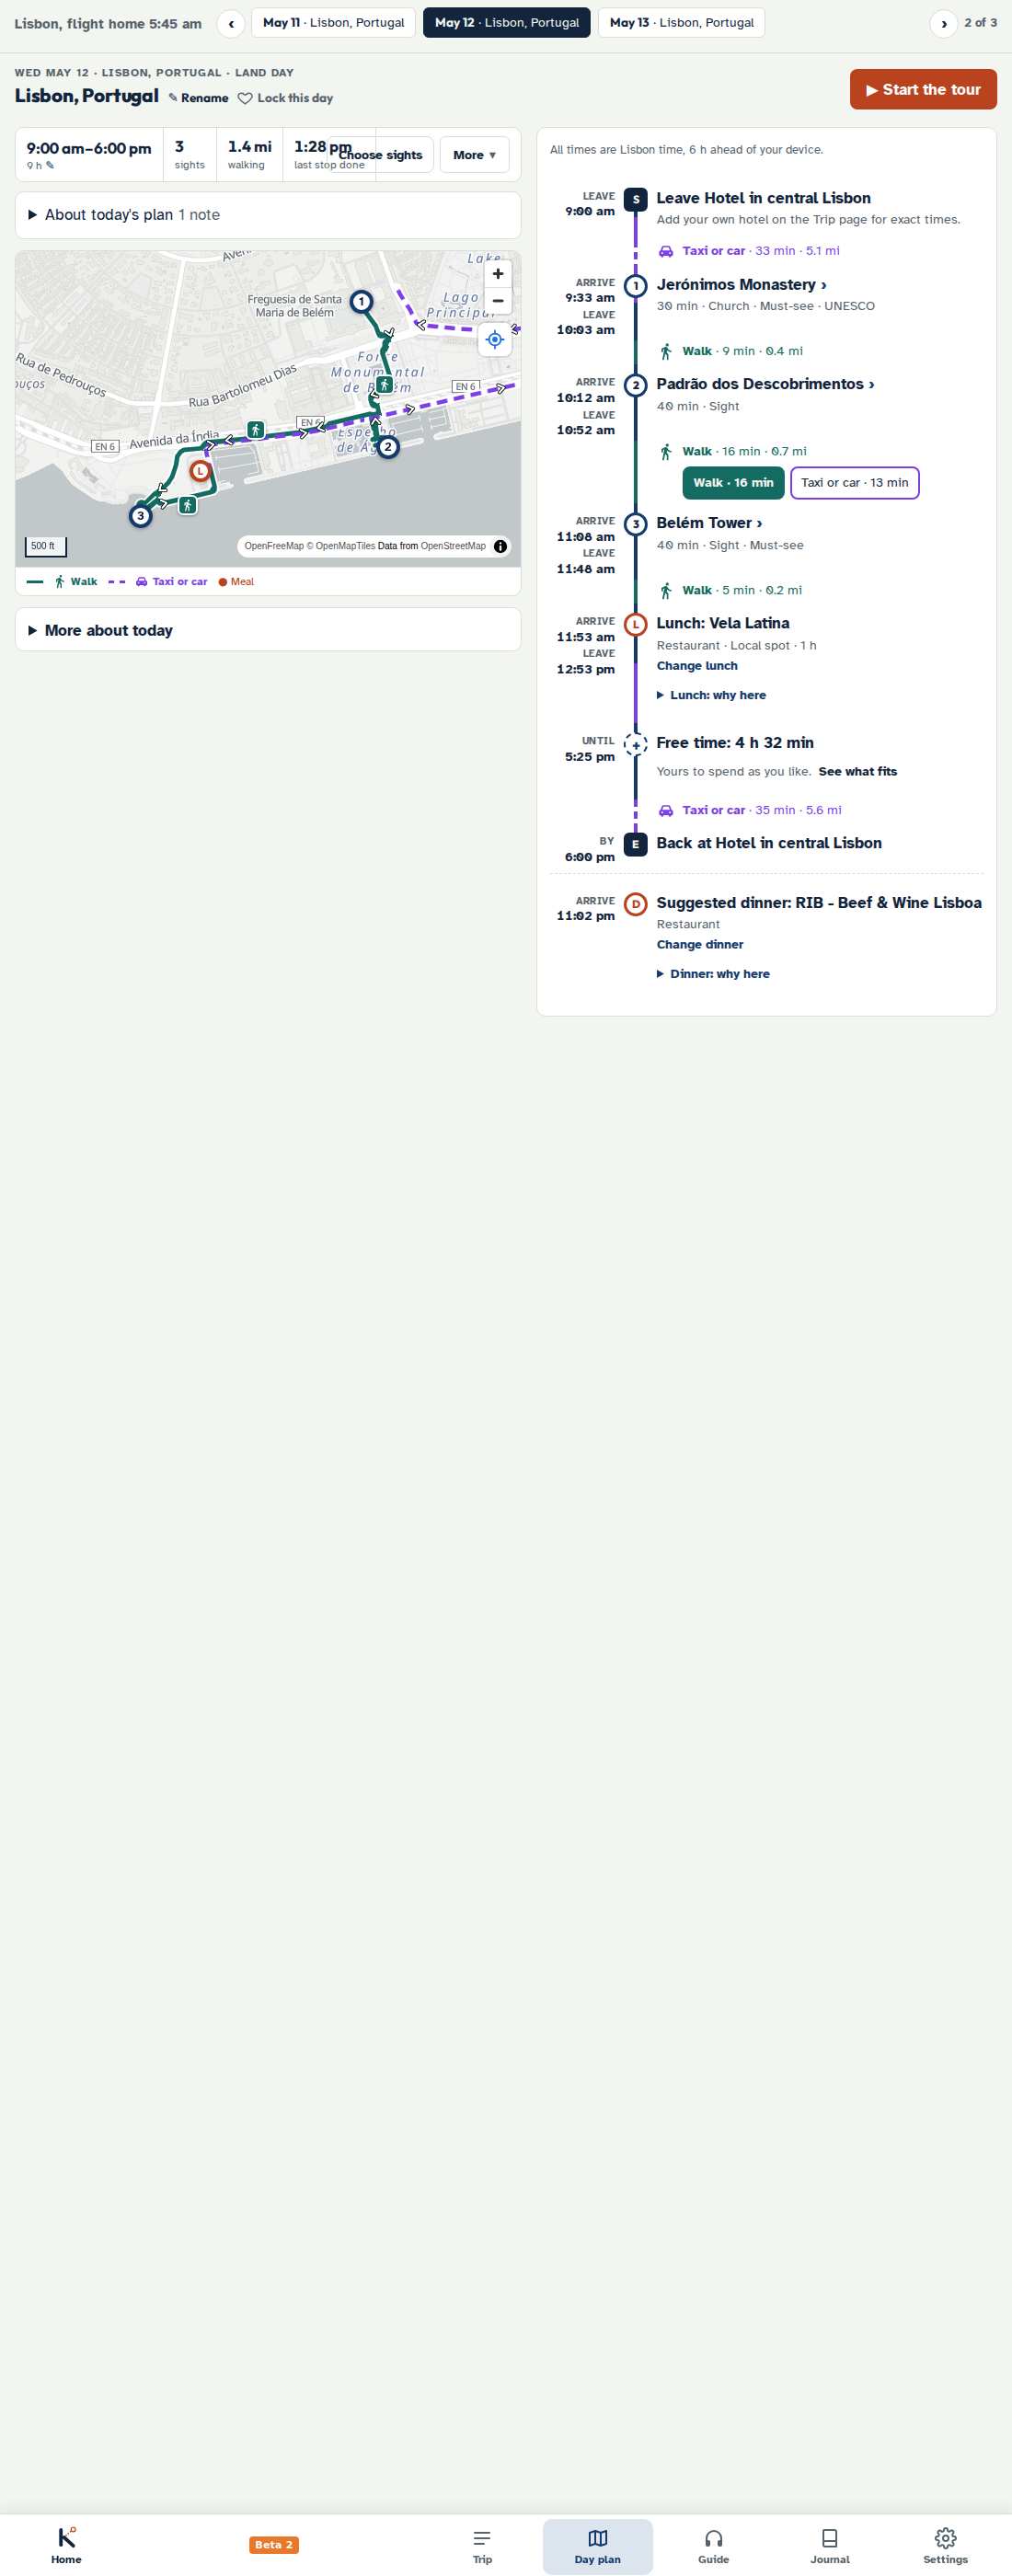 Lisbon, flight home 5:45 am
‹
May 11 · Lisbon, Portugal
May 12 · Lisbon, Portugal
May 13 · Lisbon, Portugal
›
2 of 3
WED MAY 12 · LISBON, PORTUGAL · LAND DAY
Lisbon, Portugal
✎ Rename
Lock this day
▶ Start the tour
9:00 am–6:00 pm
9 h ✎
3
sights
1.4 mi
walking
1:28 pm
last stop done
Choose sights
More ▼
▶ About today's plan 1 note
Lake
Freguesia de Santa
Maria de Belém
1
Lago
Principal
+
−
Rua de Pedrouços
Rua Bartolomeu Dias
EN 6
EN 6
EN 6
Avenida da Índia
L
2
3
500 ft
OpenFreeMap © OpenMapTiles Data from OpenStreetMap
Walk
Taxi or car
Meal
▶ More about today
All times are Lisbon time, 6 h ahead of your device.
LEAVE
9:00 am
S
Leave Hotel in central Lisbon
Add your own hotel on the Trip page for exact times.
Taxi or car · 33 min · 5.1 mi
ARRIVE
9:33 am
LEAVE
10:03 am
1
Jerónimos Monastery ›
30 min · Church · Must-see · UNESCO
Walk · 9 min · 0.4 mi
ARRIVE
10:12 am
LEAVE
10:52 am
2
Padrão dos Descobrimentos ›
40 min · Sight
Walk · 16 min · 0.7 mi
Walk · 16 min
Taxi or car · 13 min
ARRIVE
11:08 am
LEAVE
11:48 am
3
Belém Tower ›
40 min · Sight · Must-see
Walk · 5 min · 0.2 mi
ARRIVE
11:53 am
LEAVE
12:53 pm
L
Lunch: Vela Latina
Restaurant · Local spot · 1 h
Change lunch
▶ Lunch: why here
UNTIL
5:25 pm
+
Free time: 4 h 32 min
Yours to spend as you like. See what fits
Taxi or car · 35 min · 5.6 mi
BY
6:00 pm
E
Back at Hotel in central Lisbon
ARRIVE
11:02 pm
D
Suggested dinner: RIB - Beef & Wine Lisboa
Restaurant
Change dinner
▶ Dinner: why here
Home
Beta 2
Trip
Day plan
Guide
Journal
Settings